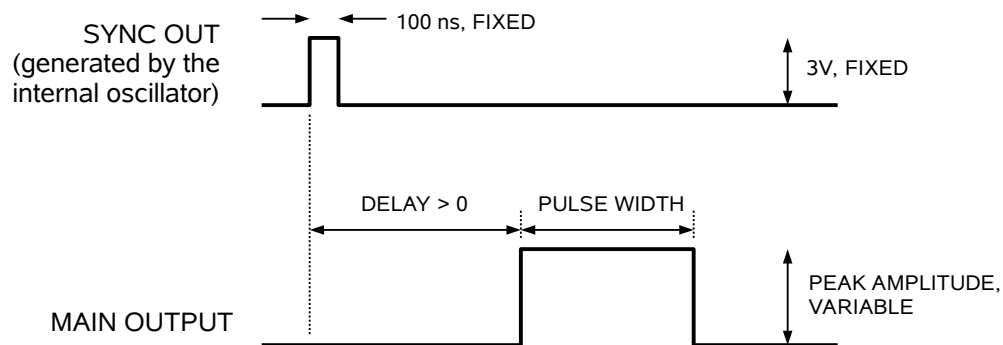 100 ns, FIXED
SYNC OUT
(generated by the
internal oscillator)
3V, FIXED
DELAY > 0
PULSE WIDTH
PEAK AMPLITUDE,
VARIABLE
MAIN OUTPUT